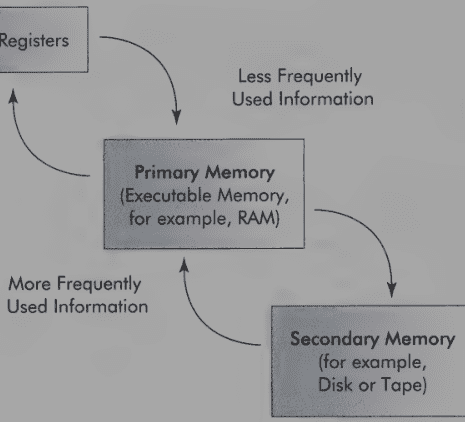 Registers
Less Frequently
Used Information
Primary Memory
(Executable Memory,
for example, RAM)
More Frequently
Used Information
Secondary Memory
(for example,
Disk or Tape)